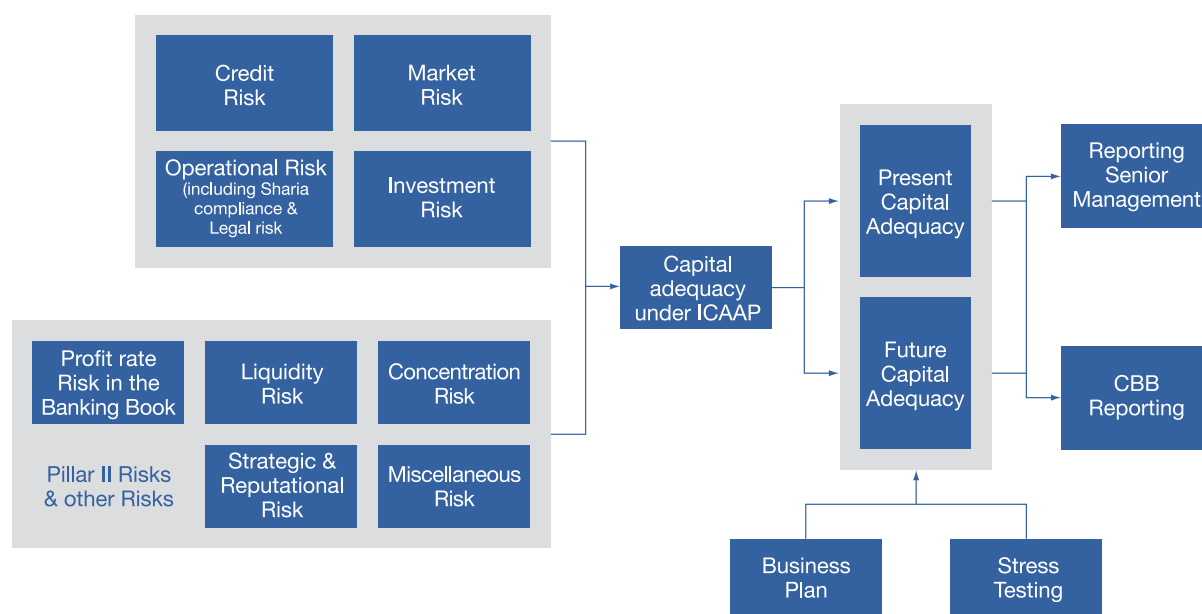 Credit
Risk
Market
Risk
Operational Risk
(including Sharia
compliance &
Legal risk
Investment
Risk
Profit rate
Risk in the
Banking Book
Liquidity
Risk
Concentration
Risk
Pillar II Risks
& other Risks
Strategic &
Reputational
Risk
Miscellaneous
Risk
Capital
adequacy
under ICAAP
Present
Capital
Adequacy
Future
Capital
Adequacy
Reporting
Senior
Management
CBB
Reporting
Business
Plan
Stress
Testing